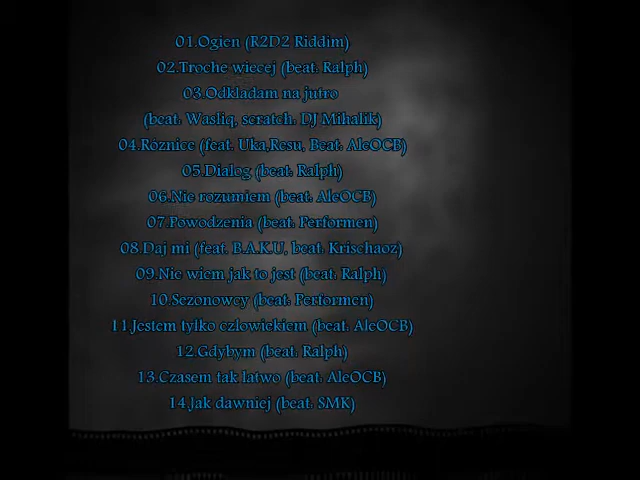 01.Ogien (R2D2 Riddim)
02.Troche wiecej (beat. Ralph)
03.Odkladam na jutro
(beat: Wasliq, scratch. DJ Mihalik)
04.Róznice (feat. Uka,Resu, Beat. AleOCB)
05.Dialog (beat: Ralph)
06.Nie rozumiem (beat: AleOCB)
07.Powodzenia (beat: Performen)
08.Daj mi (feat. B.A.K.U, beat. Krischaoz)
09.Nie wiem jak to jest (beat: Ralph)
10.Sezonowcy (beat: Performen)
11.Jestem tylko czlowiekiem (beat: AleOCB)
12.Gdybym (beat: Ralph)
13.Czasem tak latwo (beat: AleOCB)
14.Jak dawniej (beat: SMK)